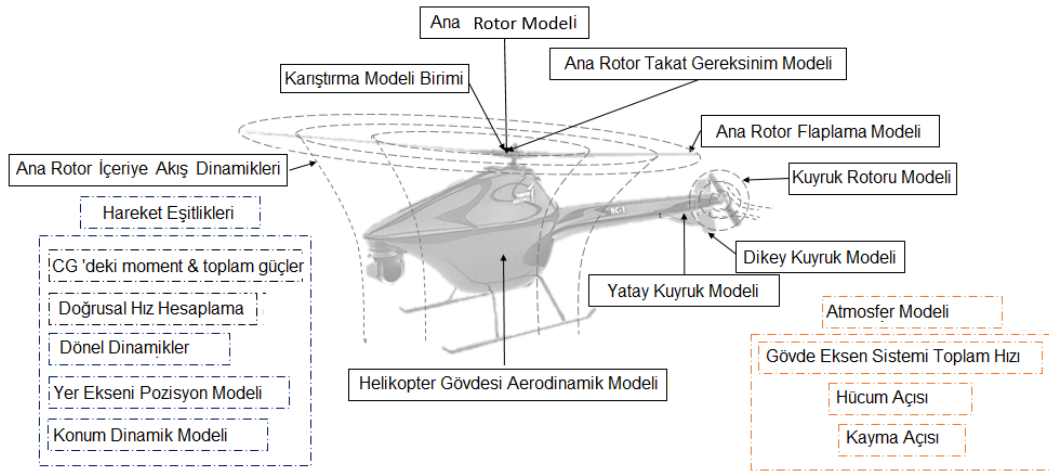 Ana Rotor Modeli
Karıştırma Modeli Birimi
Ana Rotor Takat Gereksinim Modeli
Ana Rotor Flaplama Modeli
Ana Rotor İçeriye Akış Dinamikleri
Kuyruk Rotoru Modeli
Hareket Eşitlikleri
Dikey Kuyruk Modeli
CG 'deki moment & toplam güçler
Yatay Kuyruk Modeli
Doğrusal Hız Hesaplama
Atmosfer Modeli
Dönel Dinamikler
Gövde Eksen Sistemi Toplam Hızı
Helikopter Gövdesi Aerodinamik Modeli
Yer Ekseni Pozisyon Modeli
Hücum Açısı
Konum Dinamik Modeli
Kayma Açısı